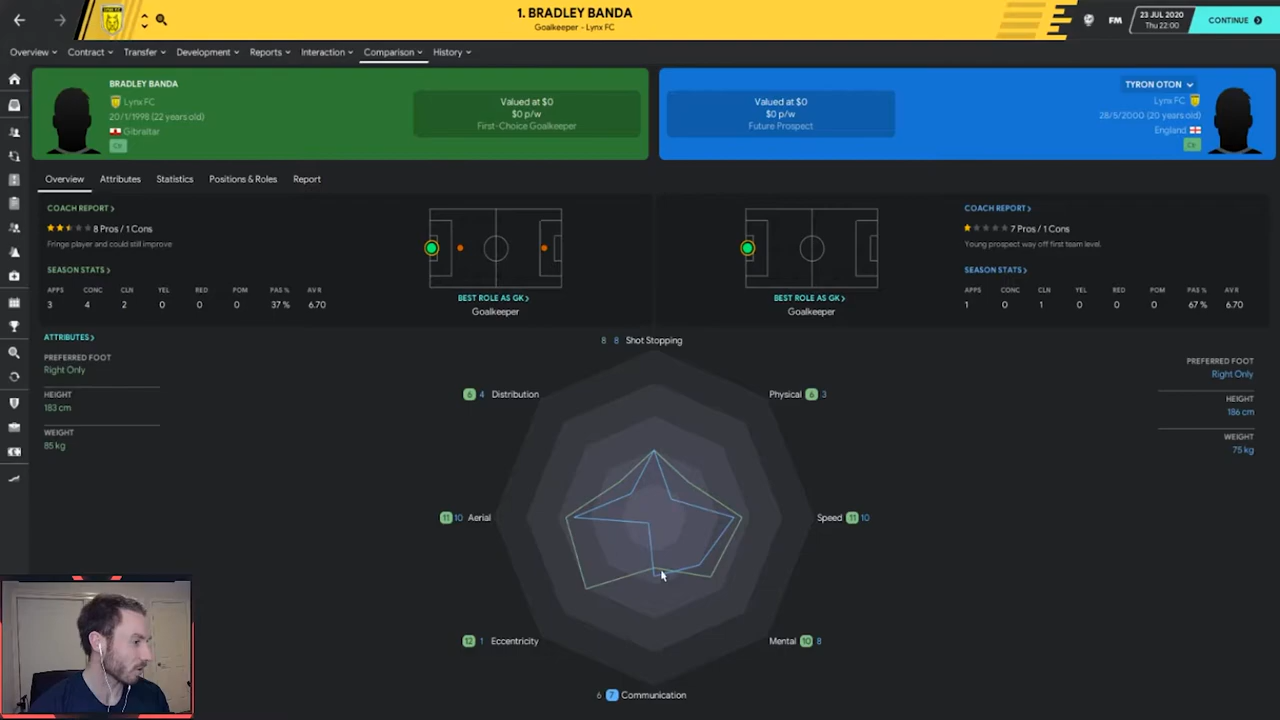 1. BRADLEY BANDA
Goalkeeper - Lynx FC
FM
23 JUL 2020
Thu 22:00
CONTINUE
Overview
Contract
Transfer
Development
Reports
Interaction
Comparison
History
BRADLEY BANDA
Lynx FC
20/1/1998 (22 years old)
Gibraltar
Ctr
Valued at $0
$0 p/w
First-Choice Goalkeeper
Valued at $0
$0 p/w
Future Prospect
TYRON OTON
Lynx FC
28/5/2000 (20 years old)
England
Ctr
Overview Attributes Statistics Positions & Roles Report
COACH REPORT >
8 Pros / 1 Cons
Fringe player and could still improve
SEASON STATS >
APPS CONC CLN YEL RED POM PAS % AVR
3 4 2 0 0 0 37 % 6.70
BEST ROLE AS GK >
Goalkeeper
BEST ROLE AS GK >
Goalkeeper
COACH REPORT >
7 Pros / 1 Cons
Young prospect way off first team level.
SEASON STATS >
APPS CONC CLN YEL RED POM PAS % AVR
1 0 1 0 0 0 67 % 6.70
ATTRIBUTES >
PREFERRED FOOT
Right Only
HEIGHT
183 cm
WEIGHT
85 kg
8 8 Shot Stopping
6 4 Distribution
Physical 6 3
11 10 Aerial
Speed 11 10
12 1 Eccentricity
Mental 10 8
6 7 Communication
PREFERRED FOOT
Right Only
HEIGHT
186 cm
WEIGHT
75 kg